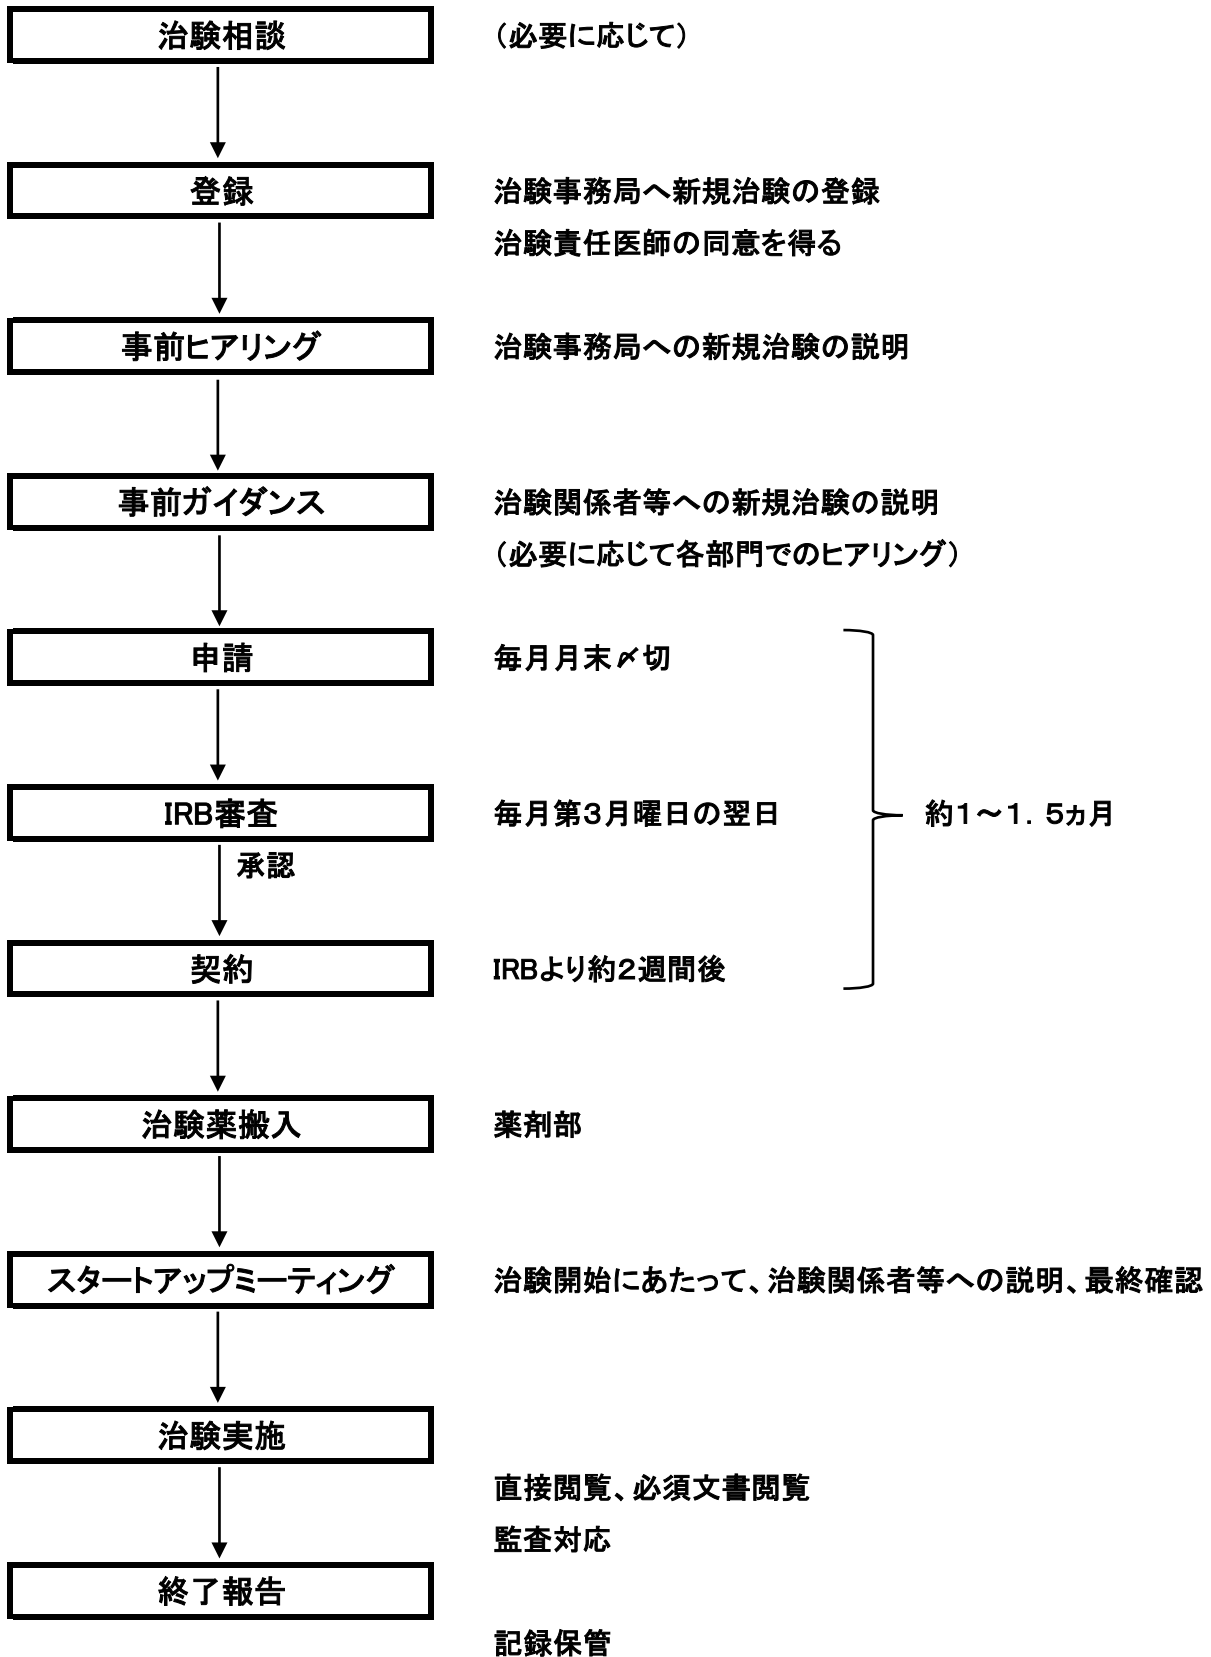 治験相談 （必要に応じて）
登録 治験事務局へ新規治験の登録
治験責任医師の同意を得る
事前ヒアリング 治験事務局への新規治験の説明
事前ガイダンス 治験関係者等への新規治験の説明
（必要に応じて各部門でのヒアリング）
申請 毎月月末〆切
IRB審査 毎月第３月曜日の翌日 約１～１．５ヵ月
承認
契約 IRBより約２週間後
治験薬搬入 薬剤部
スタートアップミーティング 治験開始にあたって、治験関係者等への説明、最終確認
治験実施
直接閲覧、必須文書閲覧
監査対応
終了報告
記録保管